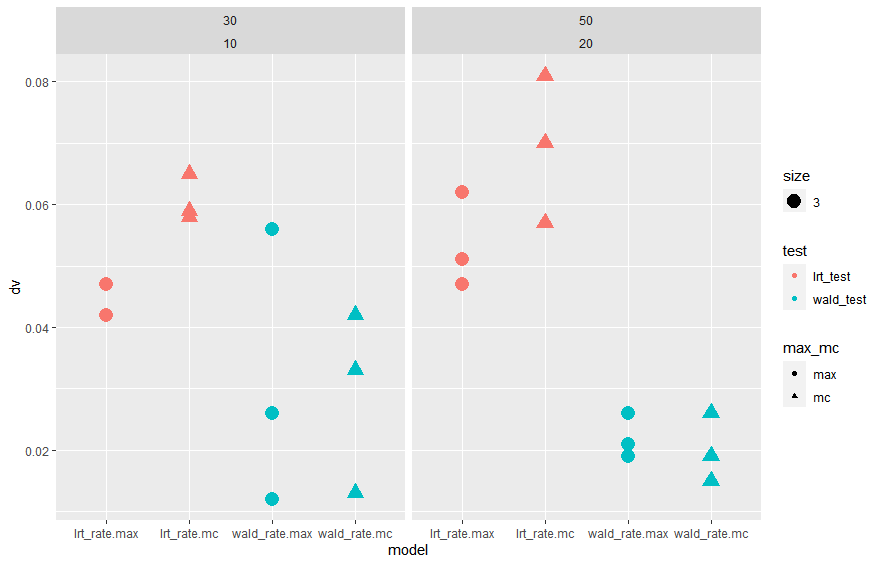 30
50
10
20
0.08
0.06
0.04
0.02
dv
lrt_rate.max
lrt_rate.mc
wald_rate.max
wald_rate.mc
lrt_rate.max
lrt_rate.mc
wald_rate.max
wald_rate.mc
model
size
3
test
lrt_test
wald_test
max_mc
max
mc